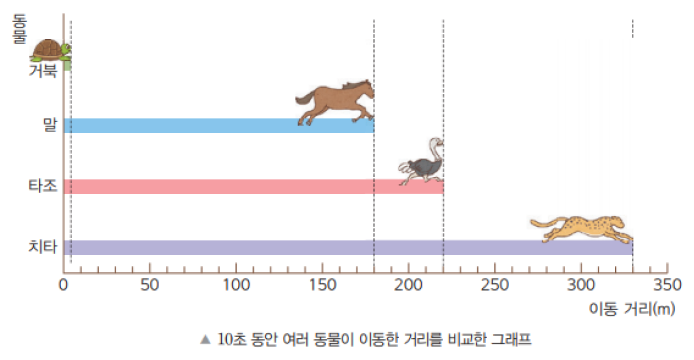 동물
거북
말
타조
치타
0 50 100 150 200 250 300 350
이동 거리(m)
▲ 10초 동안 여러 동물이 이동한 거리를 비교한 그래프